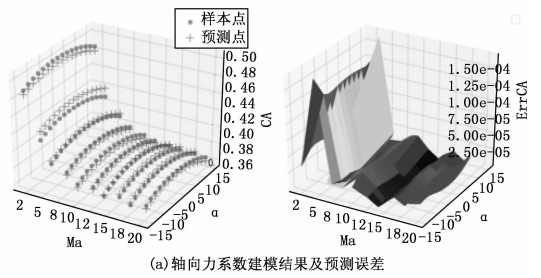 样本点
预测点
0.50
0.48
0.46
0.44
0.42
0.40
0.38
0.36
CA
2 5 8 10 12 15 18 20
Ma
-15 -10 -5 0 5 10 15
α
1.50e-04
1.25e-04
1.00e-04
7.50e-05
5.00e-05
2.50e-05
ErrCA
2 5 8 10 12 15 18 20
Ma
-15 -10 -5 0 5 10 15
α
(a)轴向力系数建模结果及预测误差